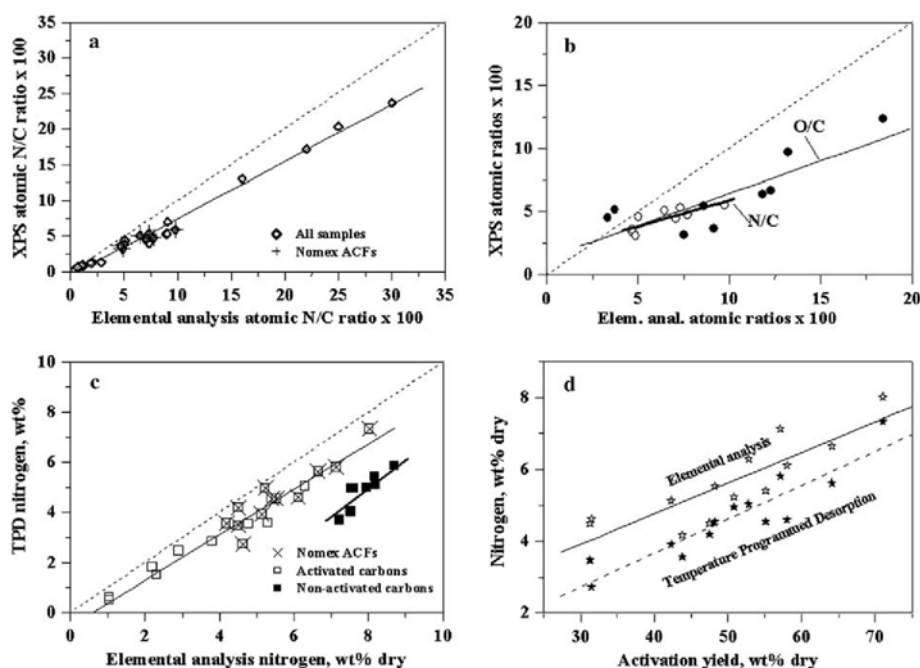 a
XPS atomic N/C ratio x 100
35
30
25
20
15
10
5
0 5 10 15 20 25 30 35
All samples
Nomex ACFs
Elemental analysis atomic N/C ratio x 100
b
XPS atomic ratios x 100
20
15
10
5
0
0 5 10 15 20
O/C
N/C
Elem. anal. atomic ratios x 100
c
TPD nitrogen, wt%
10
8
6
4
2
0
0 2 4 6 8 10
Nomex ACFs
Activated carbons
Non-activated carbons
Elemental analysis nitrogen, wt% dry
d
Nitrogen, wt% dry
8
6
4
2
30 40 50 60 70
Elemental analysis
Temperature Programmed Desorption
Activation yield, wt% dry